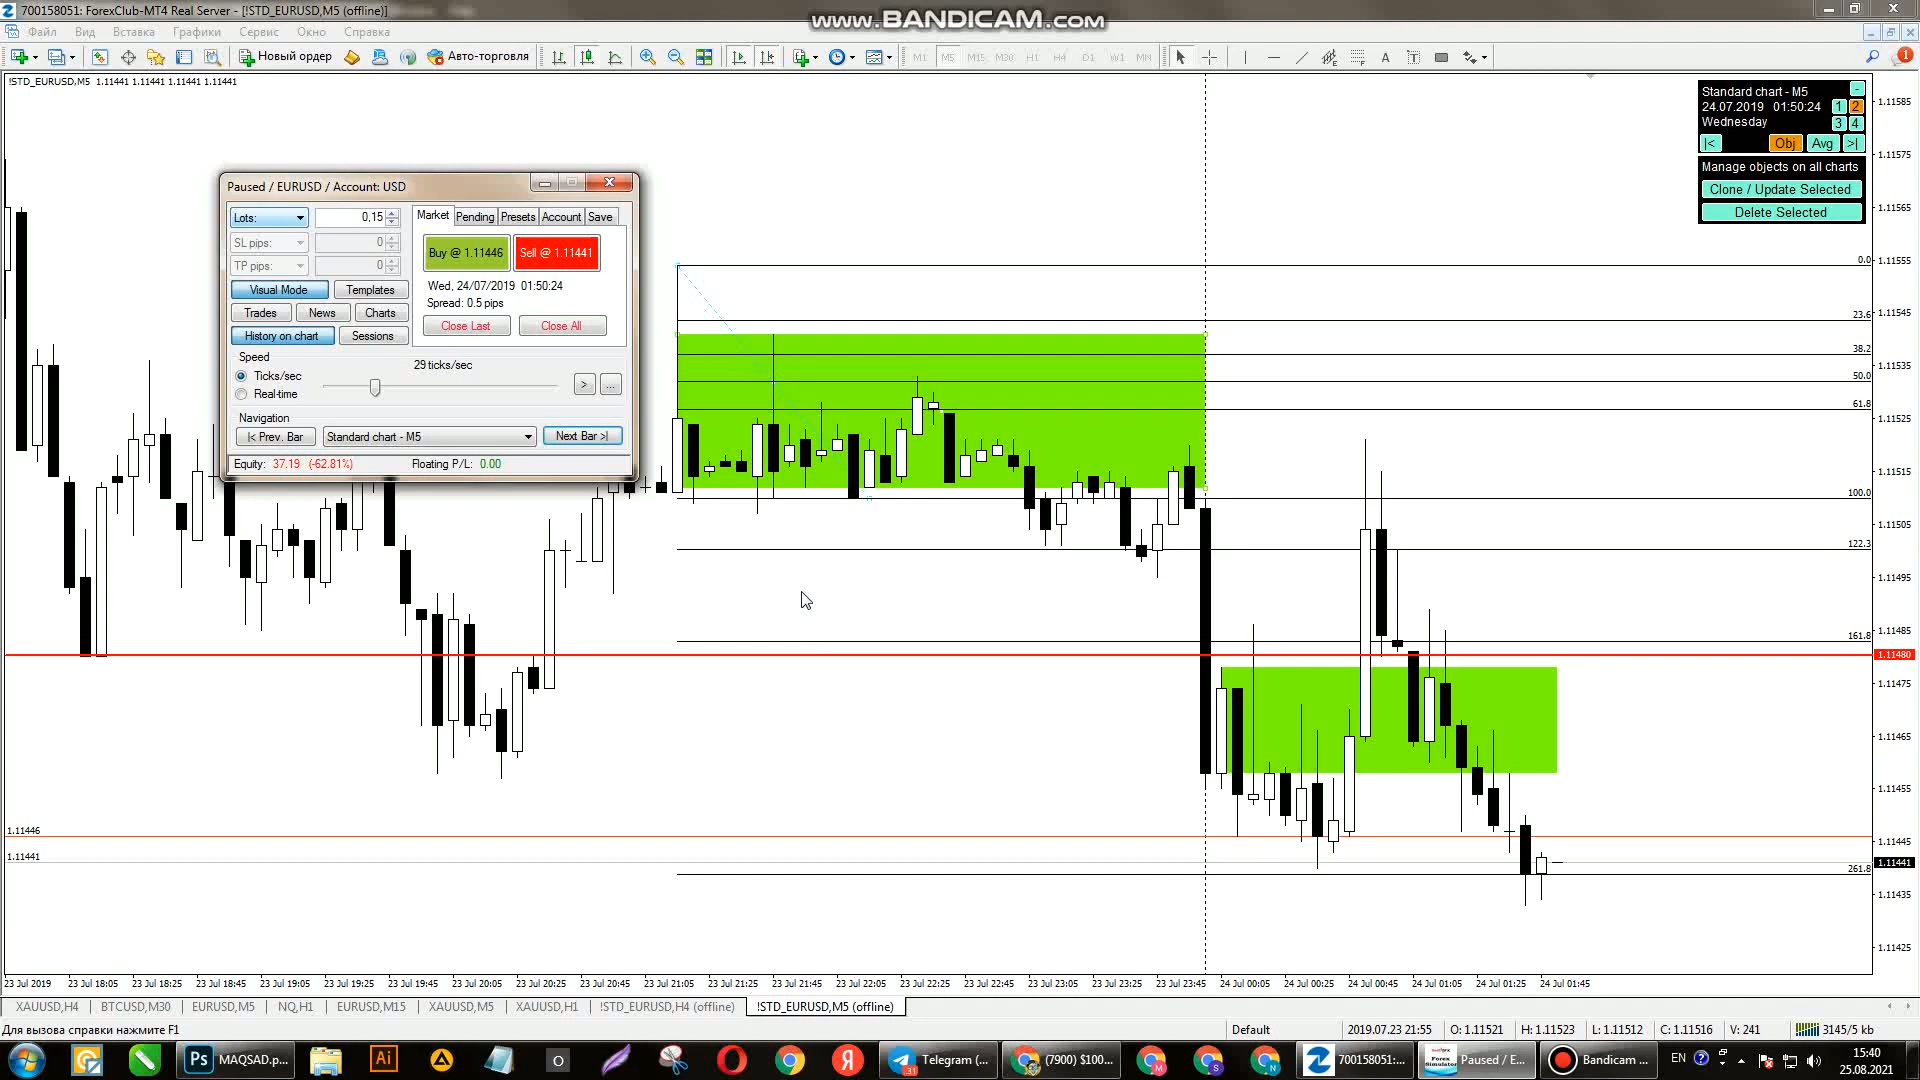 700158051: ForexClub-MT4 Real Server - [!STD_EURUSD,M5 (offline)]
www.BANDICAM.com
Файл Вид Вставка Графики Сервис Окно Справка
Новый ордер Авто-торговля M1 M5 M15 M30 H1 H4 D1 W1 MN A T 1
!STD_EURUSD,M5 1.11441 1.11441 1.11441 1.11441
Standard chart - M5 -
24.07.2019 01:50:24 1 2
Wednesday 3 4
|< Obj Avg >|
Manage objects on all charts
Clone / Update Selected
Delete Selected
Paused / EURUSD / Account: USD
Lots: 0,15
SL pips: 0
TP pips: 0
Visual Mode Templates
Trades News Charts
History on chart Sessions
Market Pending Presets Account Save
Buy @ 1.11446 Sell @ 1.11441
Wed, 24/07/2019 01:50:24
Spread: 0.5 pips
Close Last Close All
Speed
29 ticks/sec
Ticks/sec
Real-time
> ...
Navigation
|< Prev. Bar Standard chart - M5 Next Bar >|
Equity: 37.19 (-62.81%) Floating P/L: 0.00
0.0
23.6
38.2
50.0
61.8
100.0
122.3
161.8
261.8
1.11585
1.11575
1.11565
1.11555
1.11545
1.11535
1.11525
1.11515
1.11505
1.11495
1.11485
1.11480
1.11475
1.11465
1.11455
1.11445
1.11441
1.11435
1.11425
1.11446
1.11441
23 Jul 2019 23 Jul 18:05 23 Jul 18:25 23 Jul 18:45 23 Jul 19:05 23 Jul 19:25 23 Jul 19:45 23 Jul 20:05 23 Jul 20:25 23 Jul 20:45 23 Jul 21:05 23 Jul 21:25 23 Jul 21:45 23 Jul 22:05 23 Jul 22:25 23 Jul 22:45 23 Jul 23:05 23 Jul 23:25 23 Jul 23:45 24 Jul 00:05 24 Jul 00:25 24 Jul 00:45 24 Jul 01:05 24 Jul 01:25 24 Jul 01:45
XAUUSD,H4 BTCUSD,M30 EURUSD,M5 NQ,H1 EURUSD,M15 XAUUSD,M5 XAUUSD,H1 !STD_EURUSD,H4 (offline) !STD_EURUSD,M5 (offline)
Для вызова справки нажмите F1 Default 2019.07.23 21:55 O: 1.11521 H: 1.11523 L: 1.11512 C: 1.11516 V: 241 3145/5 kb
Ps MAQSAD.p... Ai Telegram (... (7900) $100... 700158051:... Paused / E... Bandicam ... EN 15:40
25.08.2021